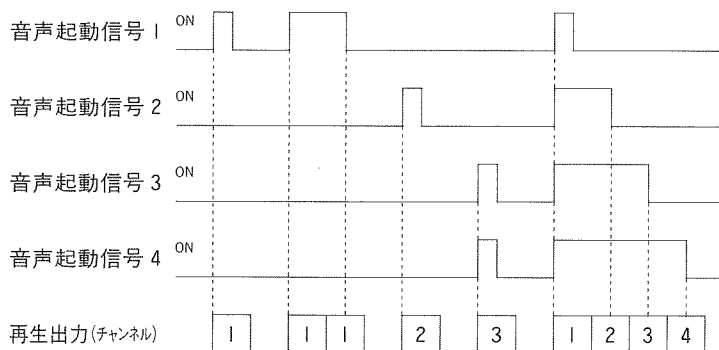 音声起動信号1 ON
音声起動信号2 ON
音声起動信号3 ON
音声起動信号4 ON
再生出力(チャンネル) 1 1 1 2 3 1 2 3 4